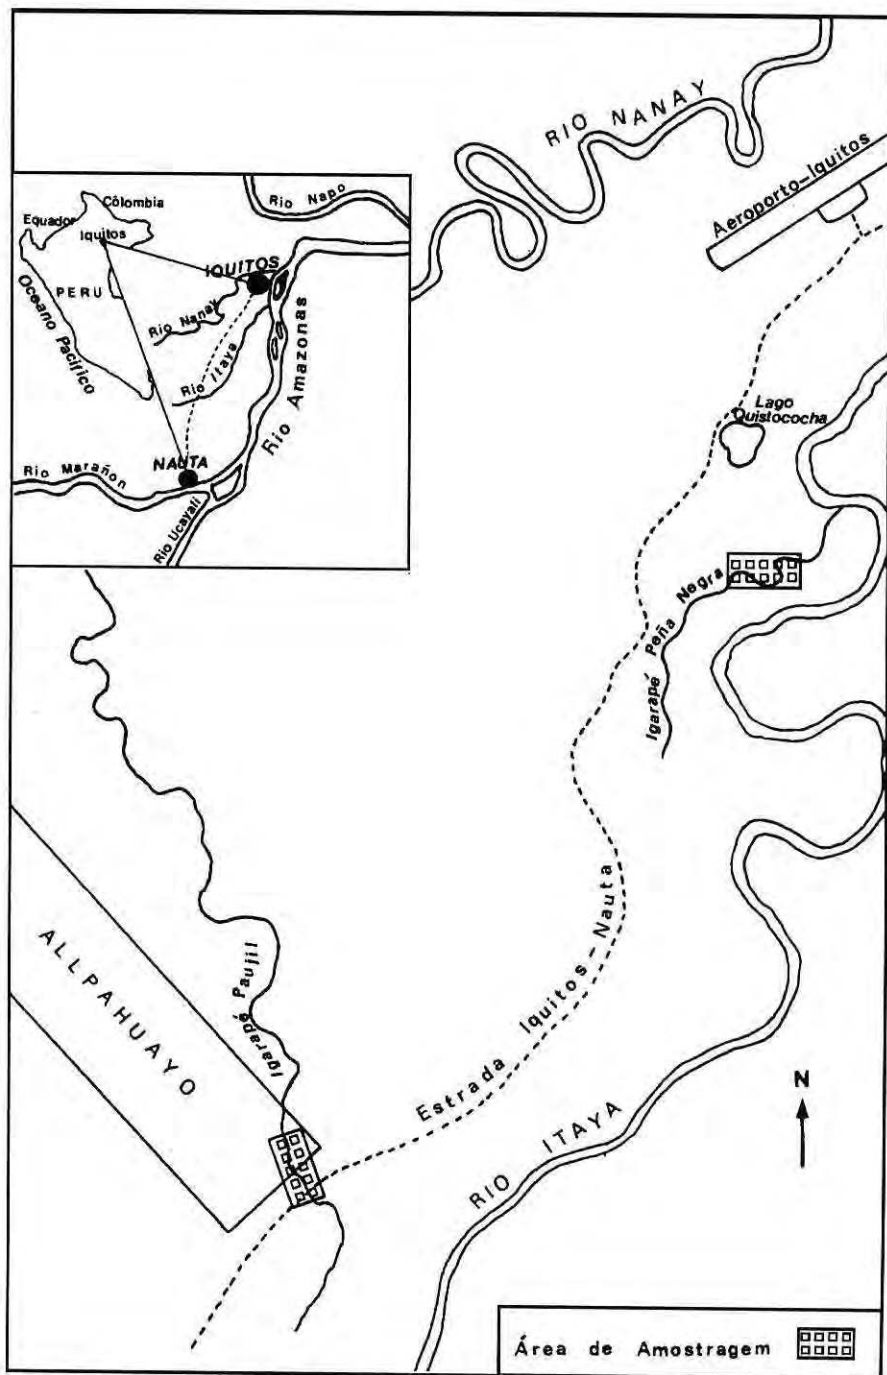 RIO NANAY
Aeroporto-Iquitos
Rio Napo
Côlombia
Equador
Iquitos
PERU
Oceano Pacífico
IQUITOS
Rio Nanay
Rio Itaya
Rio Amazonas
NAUTA
Rio Marañon
Rio Ucayali
Lago
Quistococha
Igarapé Peña Negra
ALLPAHUAYO
Igarapé Paujil
Estrada Iquitos-Nauta
RIO ITAYA
N
Área de Amostragem